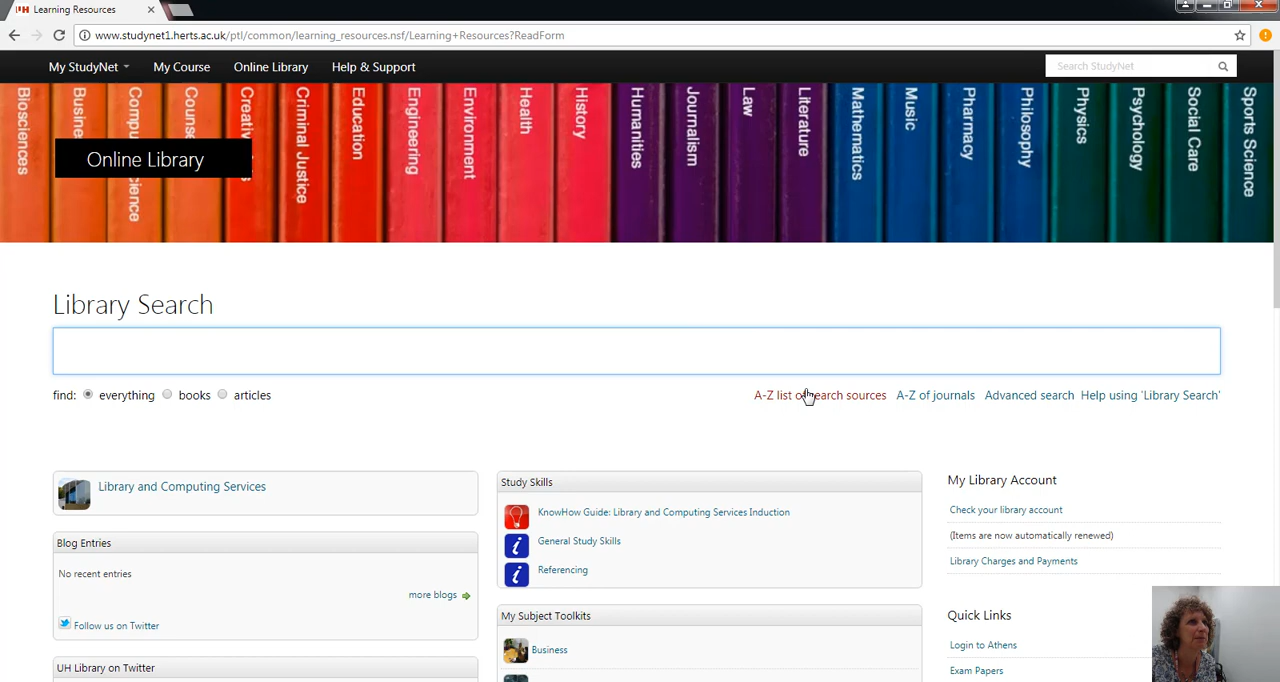 Learning Resources
www.studynet1.herts.ac.uk/ptl/common/learning_resources.nsf/Learning+Resources?ReadForm
My StudyNet My Course Online Library Help & Support Search StudyNet
Biosciences
Criminal Justice
Education
Engineering
Environment
Health
History
Humanities
Journalism
Law
Literature
Mathematics
Music
Pharmacy
Philosophy
Physics
Psychology
Social Care
Sports Science
Online Library
Library Search
find: everything books articles A-Z list of search sources A-Z of journals Advanced search Help using 'Library Search'
Library and Computing Services
Blog Entries
No recent entries
more blogs
Follow us on Twitter
UH Library on Twitter
Study Skills
KnowHow Guide: Library and Computing Services Induction
General Study Skills
Referencing
My Subject Toolkits
Business
My Library Account
Check your library account
(Items are now automatically renewed)
Library Charges and Payments
Quick Links
Login to Athens
Exam Papers